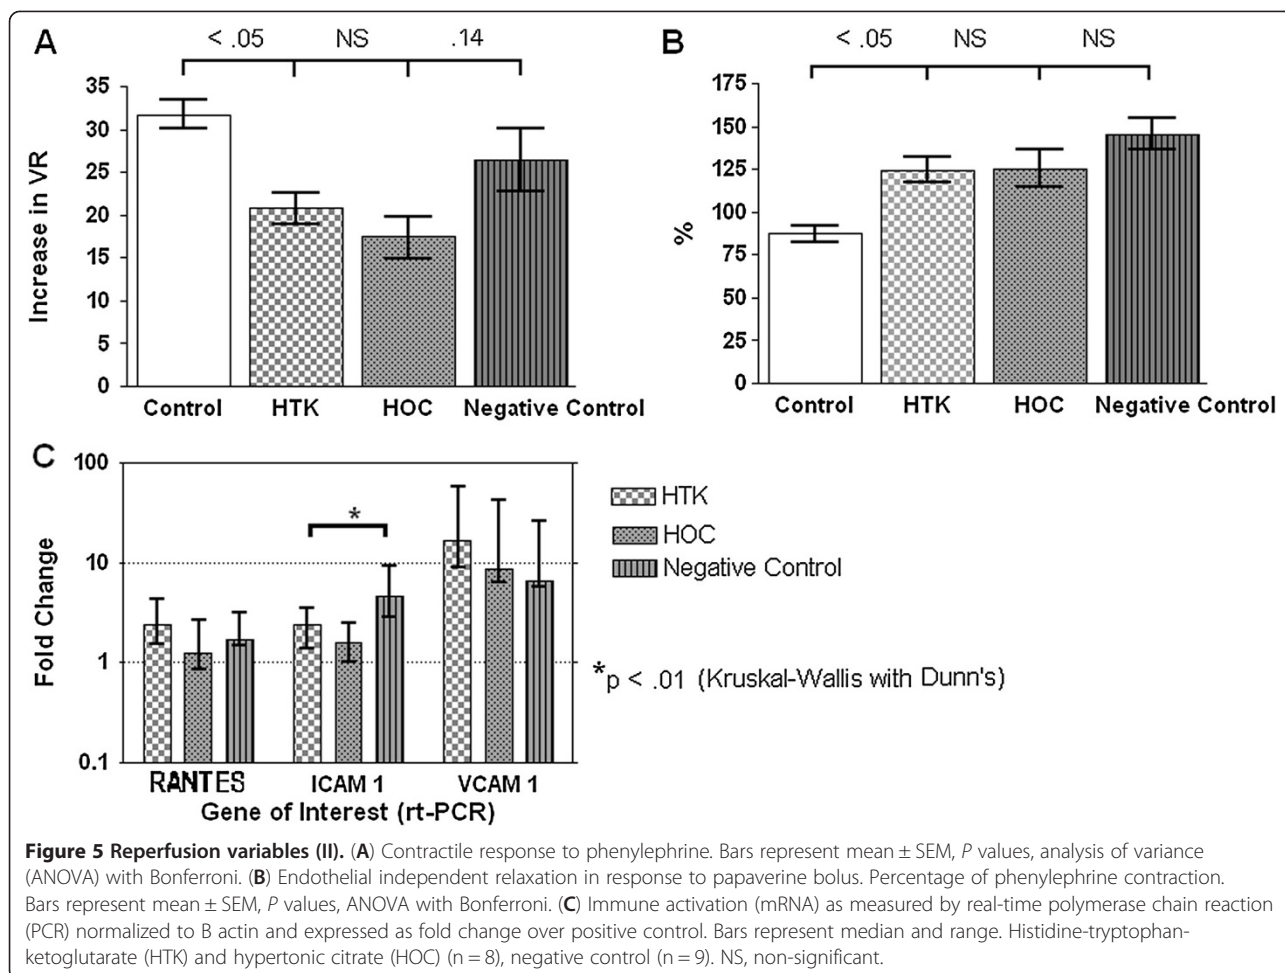 A
< .05 NS .14
35
30
25
20
15
10
5
0
Increase in VR
Control HTK HOC Negative Control
B
< .05 NS NS
175
150
125
100
75
50
25
0
%
Control HTK HOC Negative Control
C
100
10
1
0.1
Fold Change
*
RANTES ICAM 1 VCAM 1
Gene of Interest (rt-PCR)
HTK
HOC
Negative Control
*p < .01 (Kruskal-Wallis with Dunn's)
Figure 5 Reperfusion variables (II). (A) Contractile response to phenylephrine. Bars represent mean ± SEM, P values, analysis of variance
(ANOVA) with Bonferroni. (B) Endothelial independent relaxation in response to papaverine bolus. Percentage of phenylephrine contraction.
Bars represent mean ± SEM, P values, ANOVA with Bonferroni. (C) Immune activation (mRNA) as measured by real-time polymerase chain reaction
(PCR) normalized to B actin and expressed as fold change over positive control. Bars represent median and range. Histidine-tryptophan-
ketoglutarate (HTK) and hypertonic citrate (HOC) (n = 8), negative control (n = 9). NS, non-significant.